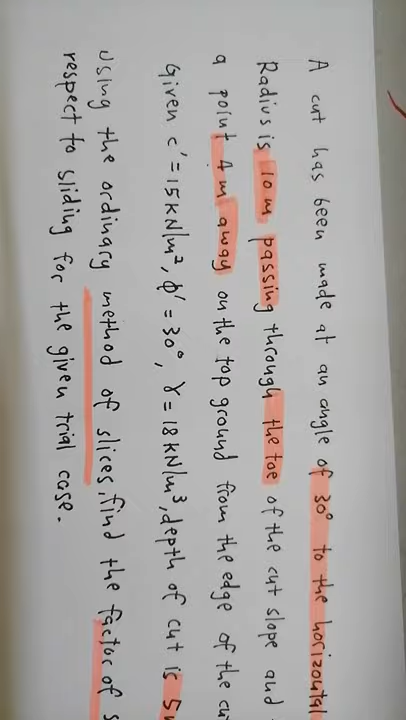 A cut has been made at an angle of 30° to the horizontal
Radius is 10 m passing through the toe of the cut slope and
a point 4 m away on the top ground from the edge of the
Given c' = 15 KN/m², ϕ' = 30°, γ = 18 KN/m³, depth of cut is
Using the ordinary method of slices, find the factor of
respect to sliding for the given trial case.